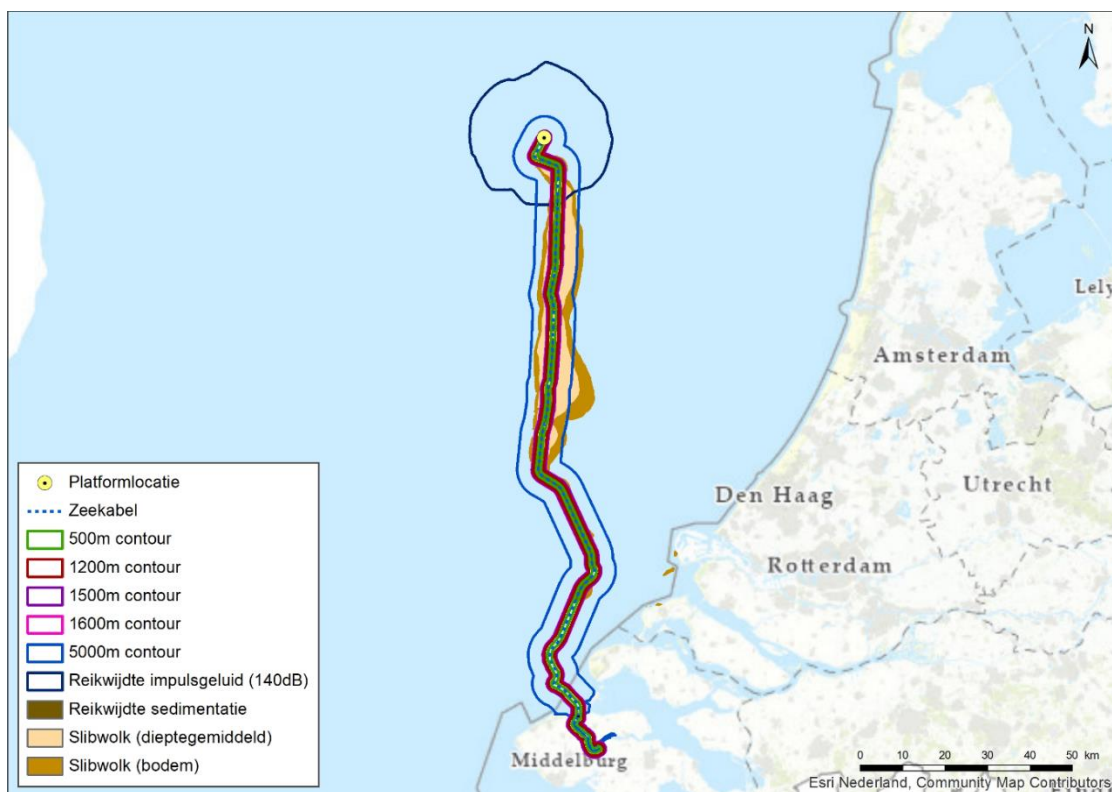 N
Amsterdam
Lely
Den Haag
Utrecht
Rotterdam
Middelburg
Platformlocatie
Zeekabel
500m contour
1200m contour
1500m contour
1600m contour
5000m contour
Reikwijdte impulsgeluid (140dB)
Reikwijdte sedimentatie
Slibwolk (dieptegemiddeld)
Slibwolk (bodem)
0 10 20 30 40 50 km
Esri Nederland, Community Map Contributors